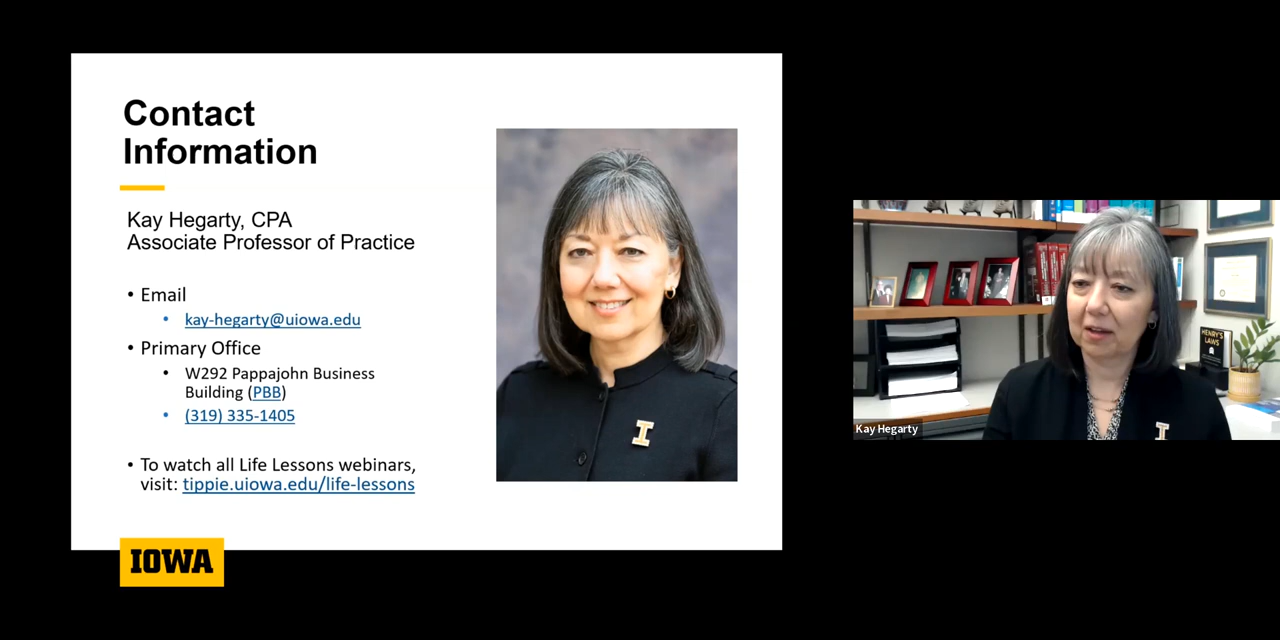 Contact
Information
Kay Hegarty, CPA
Associate Professor of Practice
• Email
• kay-hegarty@uiowa.edu
• Primary Office
• W292 Pappajohn Business
Building (PBB)
• (319) 335-1405
• To watch all Life Lessons webinars,
visit: tippie.uiowa.edu/life-lessons
IOWA
I
HENRY'S
LAWS
I
Kay Hegarty